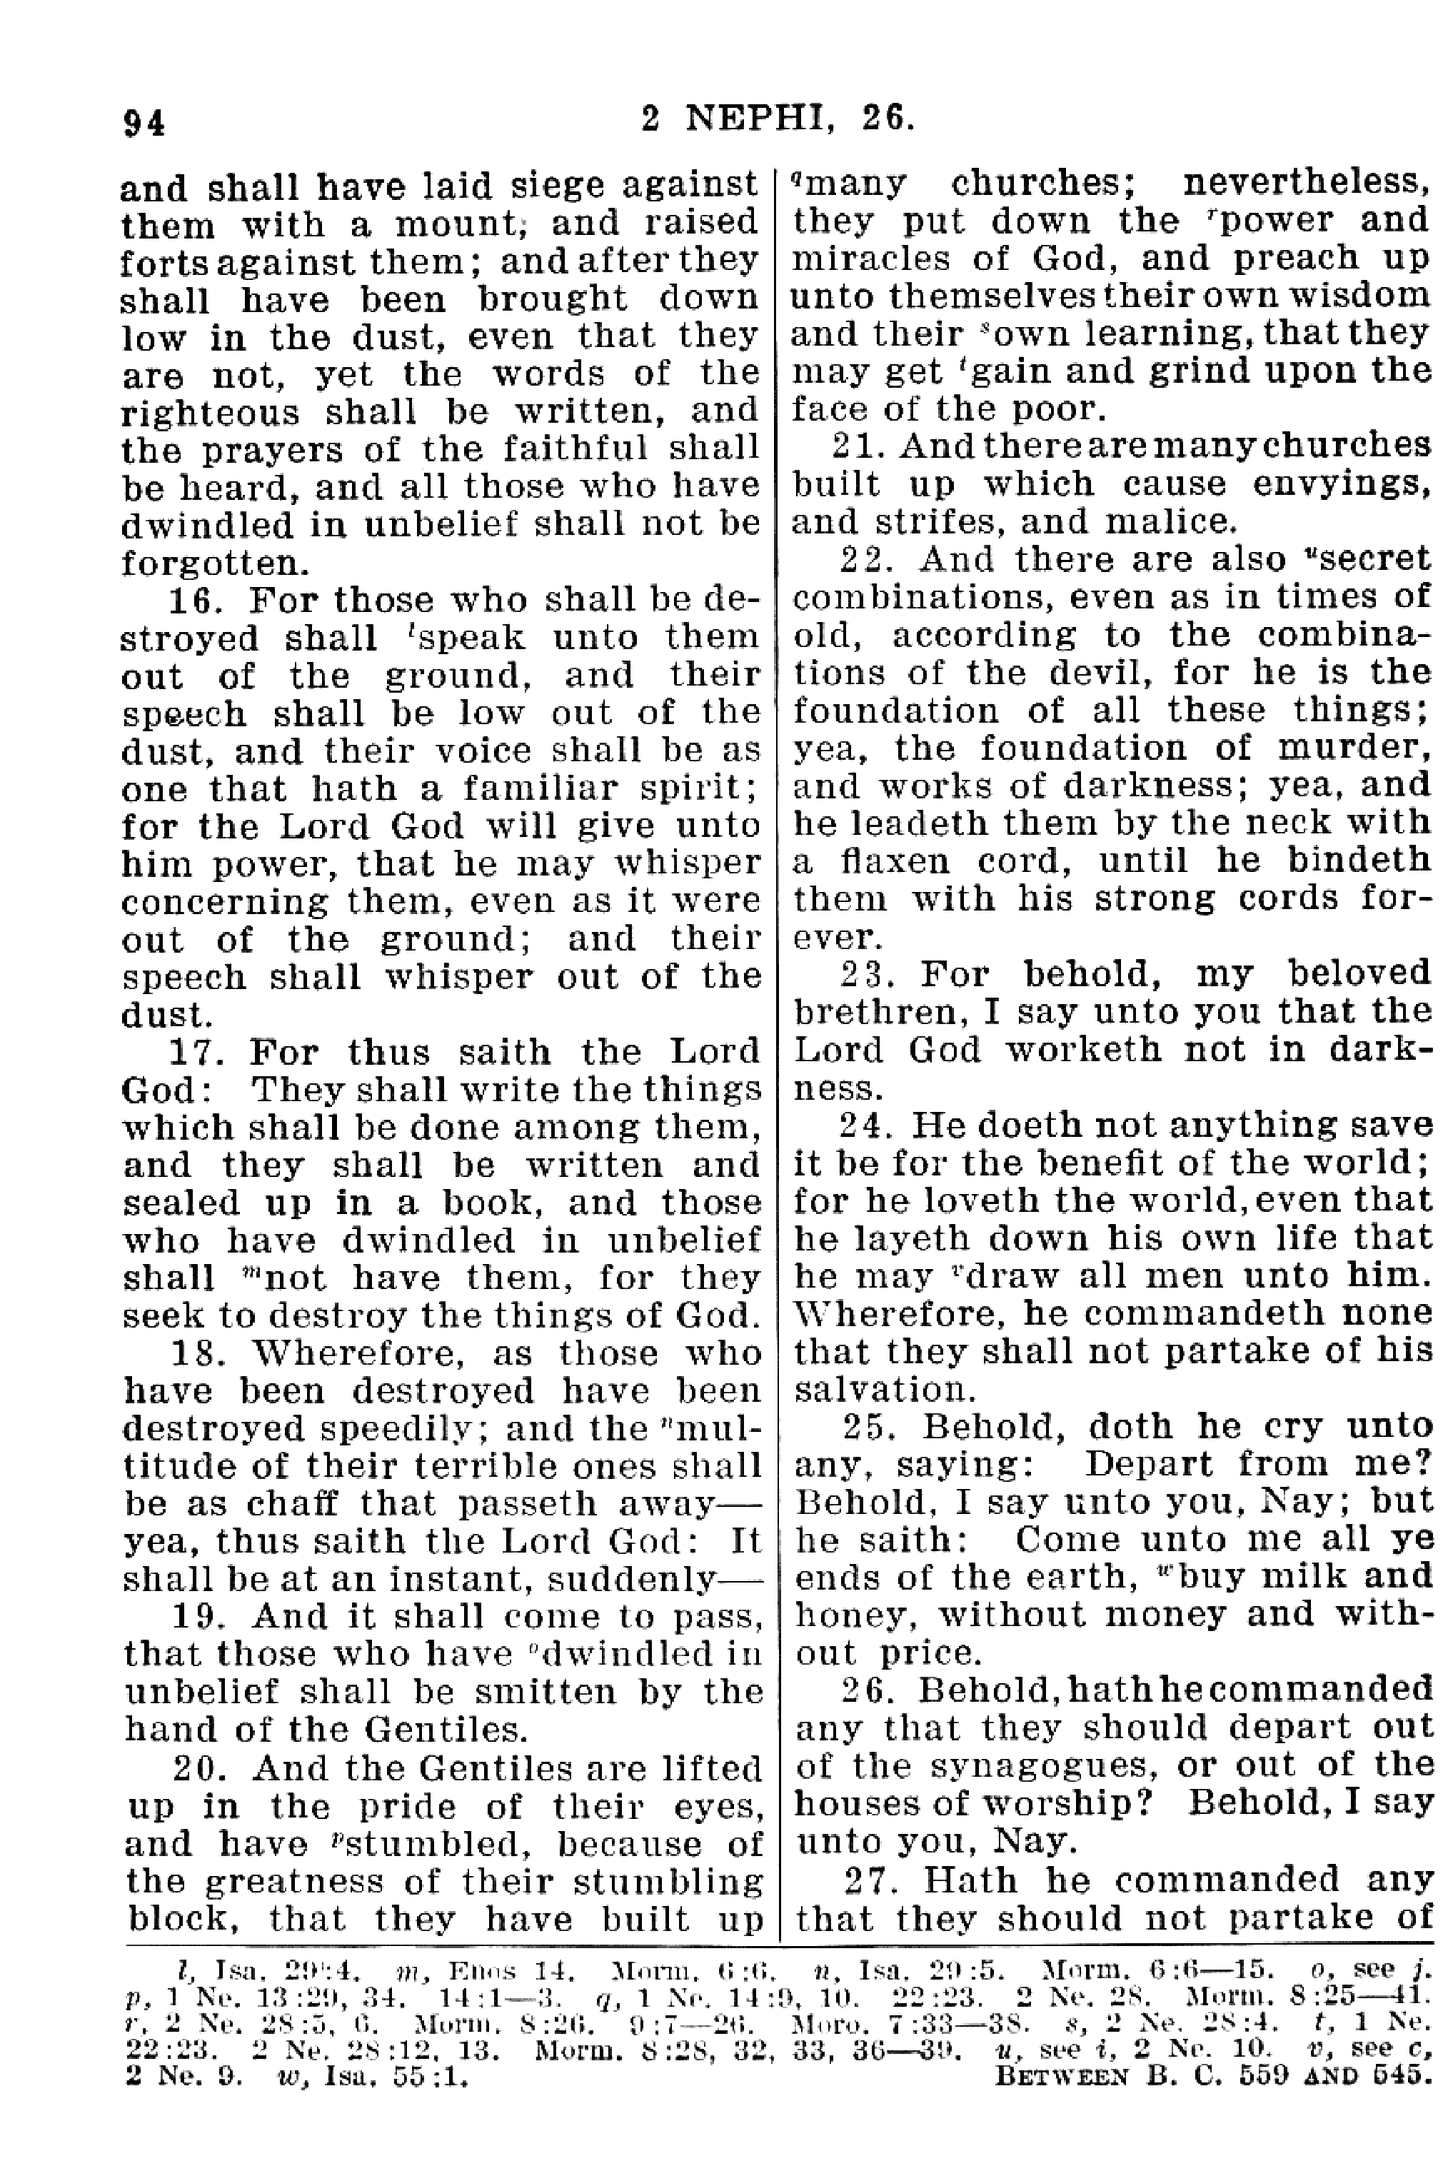 94
2 NEPHI, 26.
and shall have laid siege against
them with a mount, and raised
forts against them; and after they
shall have been brought down
low in the dust, even that they
are not, yet the words of the
righteous shall be written, and
the prayers of the faithful shall
be heard, and all those who have
dwindled in unbelief shall not be
forgotten.
16. For those who shall be de-
stroyed shall lspeak unto them
out of the ground, and their
speech shall be low out of the
dust, and their voice shall be as
one that hath a familiar spirit;
for the Lord God will give unto
him power, that he may whisper
concerning them, even as it were
out of the ground; and their
speech shall whisper out of the
dust.
17. For thus saith the Lord
God: They shall write the things
which shall be done among them,
and they shall be written and
sealed up in a book, and those
who have dwindled in unbelief
shall mnot have them, for they
seek to destroy the things of God.
18. Wherefore, as those who
have been destroyed have been
destroyed speedily; and the nmul-
titude of their terrible ones shall
be as chaff that passeth away—
yea, thus saith the Lord God: It
shall be at an instant, suddenly—
19. And it shall come to pass,
that those who have odwindled in
unbelief shall be smitten by the
hand of the Gentiles.
20. And the Gentiles are lifted
up in the pride of their eyes,
and have pstumbled, because of
the greatness of their stumbling
block, that they have built up
qmany churches; nevertheless,
they put down the rpower and
miracles of God, and preach up
unto themselves their own wisdom
and their sown learning, that they
may get tgain and grind upon the
face of the poor.
21. And there are many churches
built up which cause envyings,
and strifes, and malice.
22. And there are also usecret
combinations, even as in times of
old, according to the combina-
tions of the devil, for he is the
foundation of all these things;
yea, the foundation of murder,
and works of darkness; yea, and
he leadeth them by the neck with
a flaxen cord, until he bindeth
them with his strong cords for-
ever.
23. For behold, my beloved
brethren, I say unto you that the
Lord God worketh not in dark-
ness.
24. He doeth not anything save
it be for the benefit of the world;
for he loveth the world, even that
he layeth down his own life that
he may vdraw all men unto him.
Wherefore, he commandeth none
that they shall not partake of his
salvation.
25. Behold, doth he cry unto
any, saying: Depart from me?
Behold, I say unto you, Nay; but
he saith: Come unto me all ye
ends of the earth, wbuy milk and
honey, without money and with-
out price.
26. Behold, hath he commanded
any that they should depart out
of the synagogues, or out of the
houses of worship? Behold, I say
unto you, Nay.
27. Hath he commanded any
that they should not partake of
l, Isa. 29:4. m, Enos 14. Morm. 6:6. n, Isa. 29:5. Morm. 6:6—15. o, see j.
p, 1 Ne. 13:29, 34. 14:1—3. q, 1 Ne. 14:9, 10. 22:23. 2 Ne. 28. Morm. 8:25—41.
r, 2 Ne. 28:5, 6. Morm. 8:26. 9:7—26. Moro. 7:33—38. s, 2 Ne. 28:4. t, 1 Ne.
22:23. 2 Ne. 28:12, 13. Morm. 8:28, 32, 33, 36—39. u, see i, 2 Ne. 10. v, see c,
2 Ne. 9. w, Isa. 55:1. BETWEEN B. C. 559 AND 545.